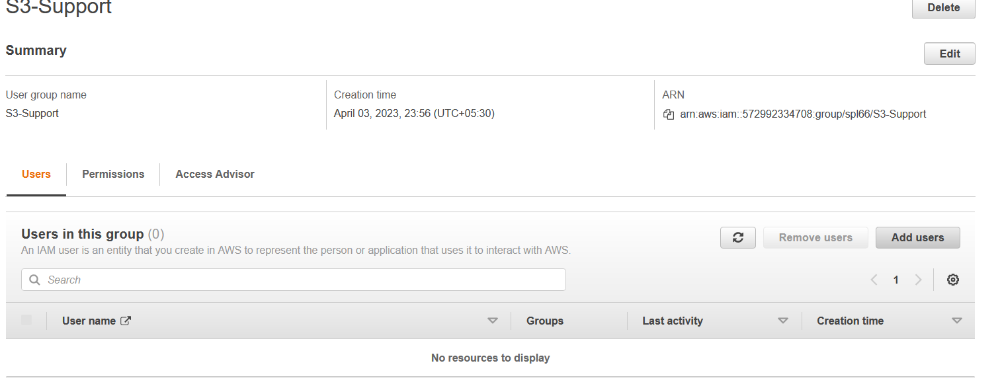 S3-Support
Delete
Summary
Edit
User group name
S3-Support
Creation time
April 03, 2023, 23:56 (UTC+05:30)
ARN
arn:aws:iam::572992334708:group/spl66/S3-Support
Users
Permissions
Access Advisor
Users in this group (0)
An IAM user is an entity that you create in AWS to represent the person or application that uses it to interact with AWS.
Remove users
Add users
Search
1
User name
Groups
Last activity
Creation time
No resources to display